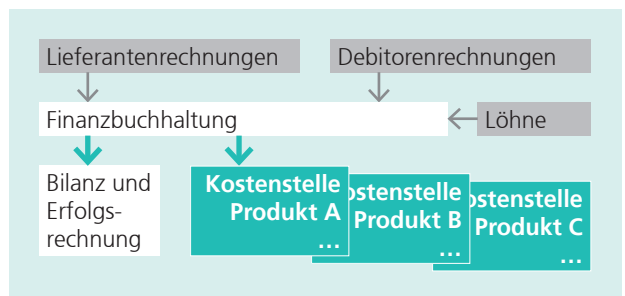 Lieferantenrechnungen
Debitorenrechnungen
Finanzbuchhaltung
Löhne
Bilanz und
Erfolgs-
rechnung
Kostenstelle
Produkt A
...
ostenstelle
Produkt B
...
ostenstelle
Produkt C
...